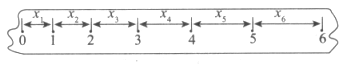 x₁ x₂ x₃ x₄ x₅ x₆
0 1 2 3 4 5 6